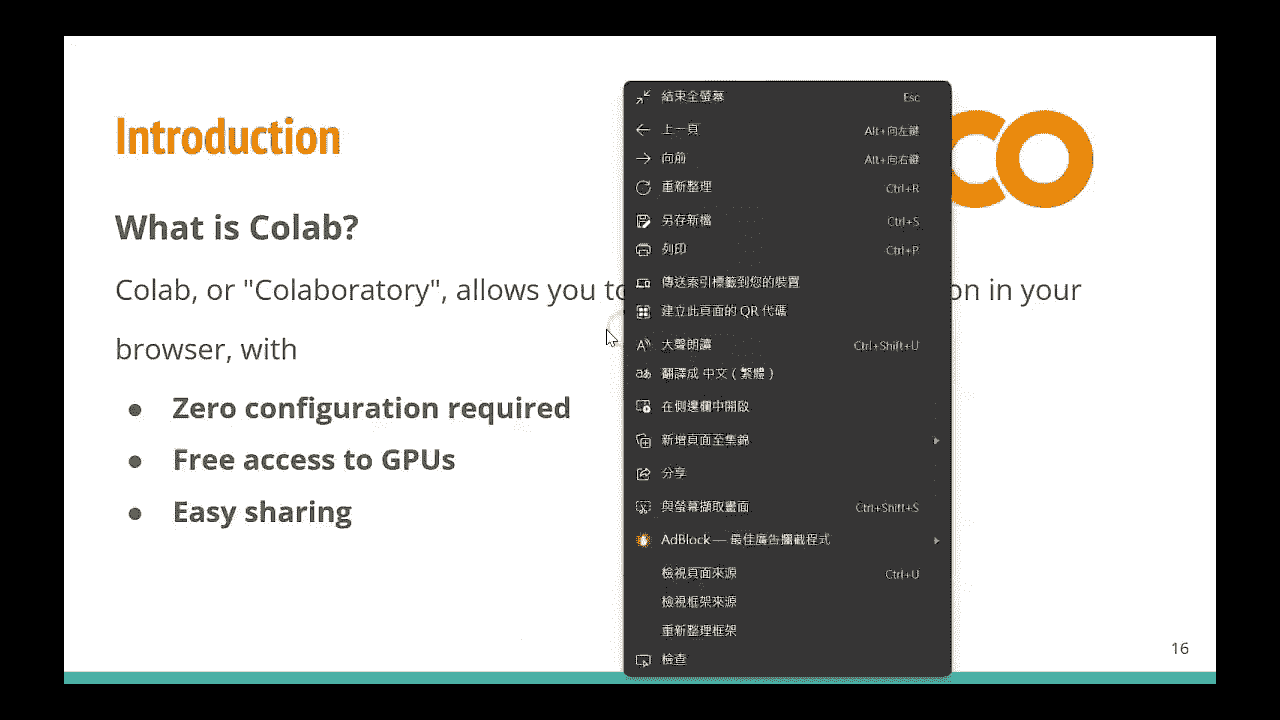 Introduction
What is Colab?
Colab, or "Colaboratory", allows you to
on in your
browser, with
● Zero configuration required
● Free access to GPUs
● Easy sharing
16
結束全螢幕 Esc
上一頁 Alt+向左鍵
向前 Alt+向右鍵
重新整理 Ctrl+R
另存新檔 Ctrl+S
列印 Ctrl+P
傳送索引標籤到您的裝置
建立此頁面的 QR 代碼
大聲朗讀 Ctrl+Shift+U
翻譯成 中文 ( 繁體 )
在側邊欄中開啟
新增頁面至集錦
分享
與螢幕擷取畫面 Ctrl+Shift+S
AdBlock — 最佳廣告攔截程式
檢視頁面來源 Ctrl+U
檢視框架來源
重新整理框架
檢查